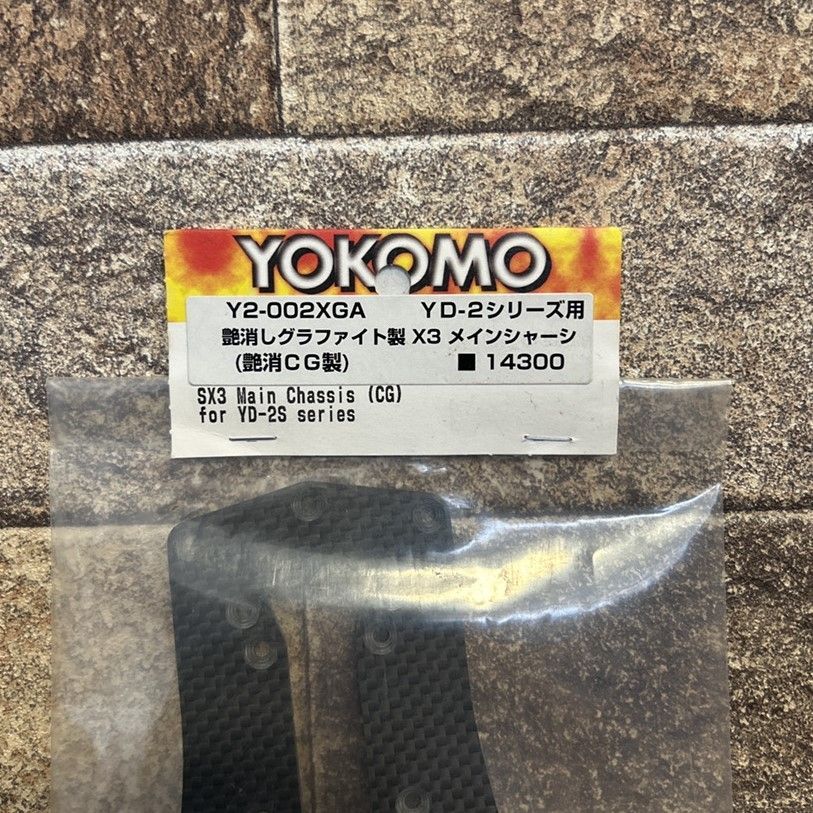 YOKOMO
Y2-002XGA YD-2シリーズ用
艶消しグラファイト製 X3 メインシャーシ
(艶消CG製) ■ 14300
SX3 Main Chassis (CG)
for YD-2S series